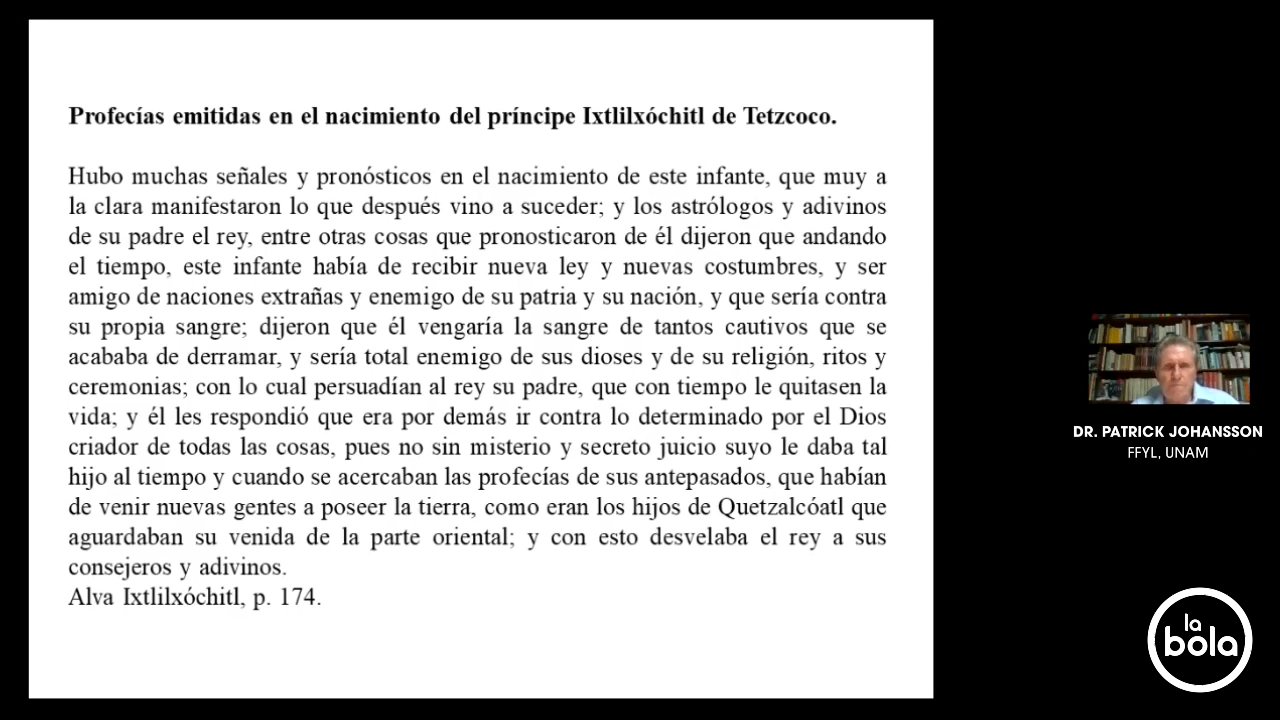 Profecías emitidas en el nacimiento del príncipe Ixtlilxóchitl de Tetzcoco.
Hubo muchas señales y pronósticos en el nacimiento de este infante, que muy a
la clara manifestaron lo que después vino a suceder; y los astrólogos y adivinos
de su padre el rey, entre otras cosas que pronosticaron de él dijeron que andando
el tiempo, este infante había de recibir nueva ley y nuevas costumbres, y ser
amigo de naciones extrañas y enemigo de su patria y su nación, y que sería contra
su propia sangre; dijeron que él vengaría la sangre de tantos cautivos que se
acababa de derramar, y sería total enemigo de sus dioses y de su religión, ritos y
ceremonias; con lo cual persuadían al rey su padre, que con tiempo le quitasen la
vida; y él les respondió que era por demás ir contra lo determinado por el Dios
criador de todas las cosas, pues no sin misterio y secreto juicio suyo le daba tal
hijo al tiempo y cuando se acercaban las profecías de sus antepasados, que habían
de venir nuevas gentes a poseer la tierra, como eran los hijos de Quetzalcóatl que
aguardaban su venida de la parte oriental; y con esto desvelaba el rey a sus
consejeros y adivinos.
Alva Ixtlilxóchitl, p. 174.
DR. PATRICK JOHANSSON
FFYL, UNAM
la
bola